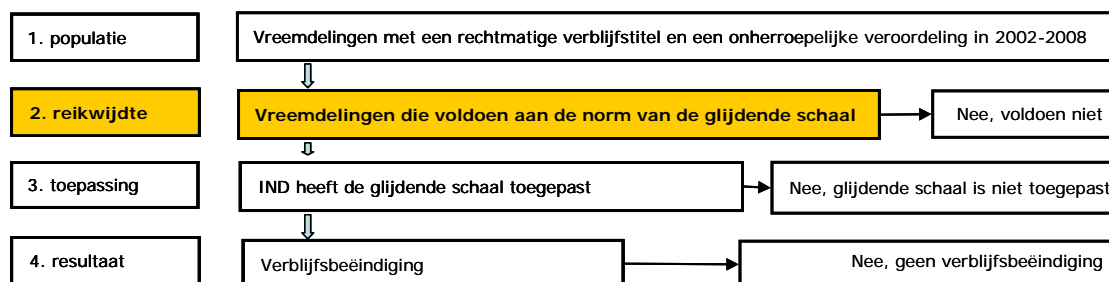 1. populatie
Vreemdelingen met een rechtmatige verblijfstitel en een onherroepelijke veroordeling in 2002-2008
2. reikwijdte
Vreemdelingen die voldoen aan de norm van de glijdende schaal
Nee, voldoen niet
3. toepassing
IND heeft de glijdende schaal toegepast
Nee, glijdende schaal is niet toegepast
4. resultaat
Verblijfsbeëindiging
Nee, geen verblijfsbeëindiging